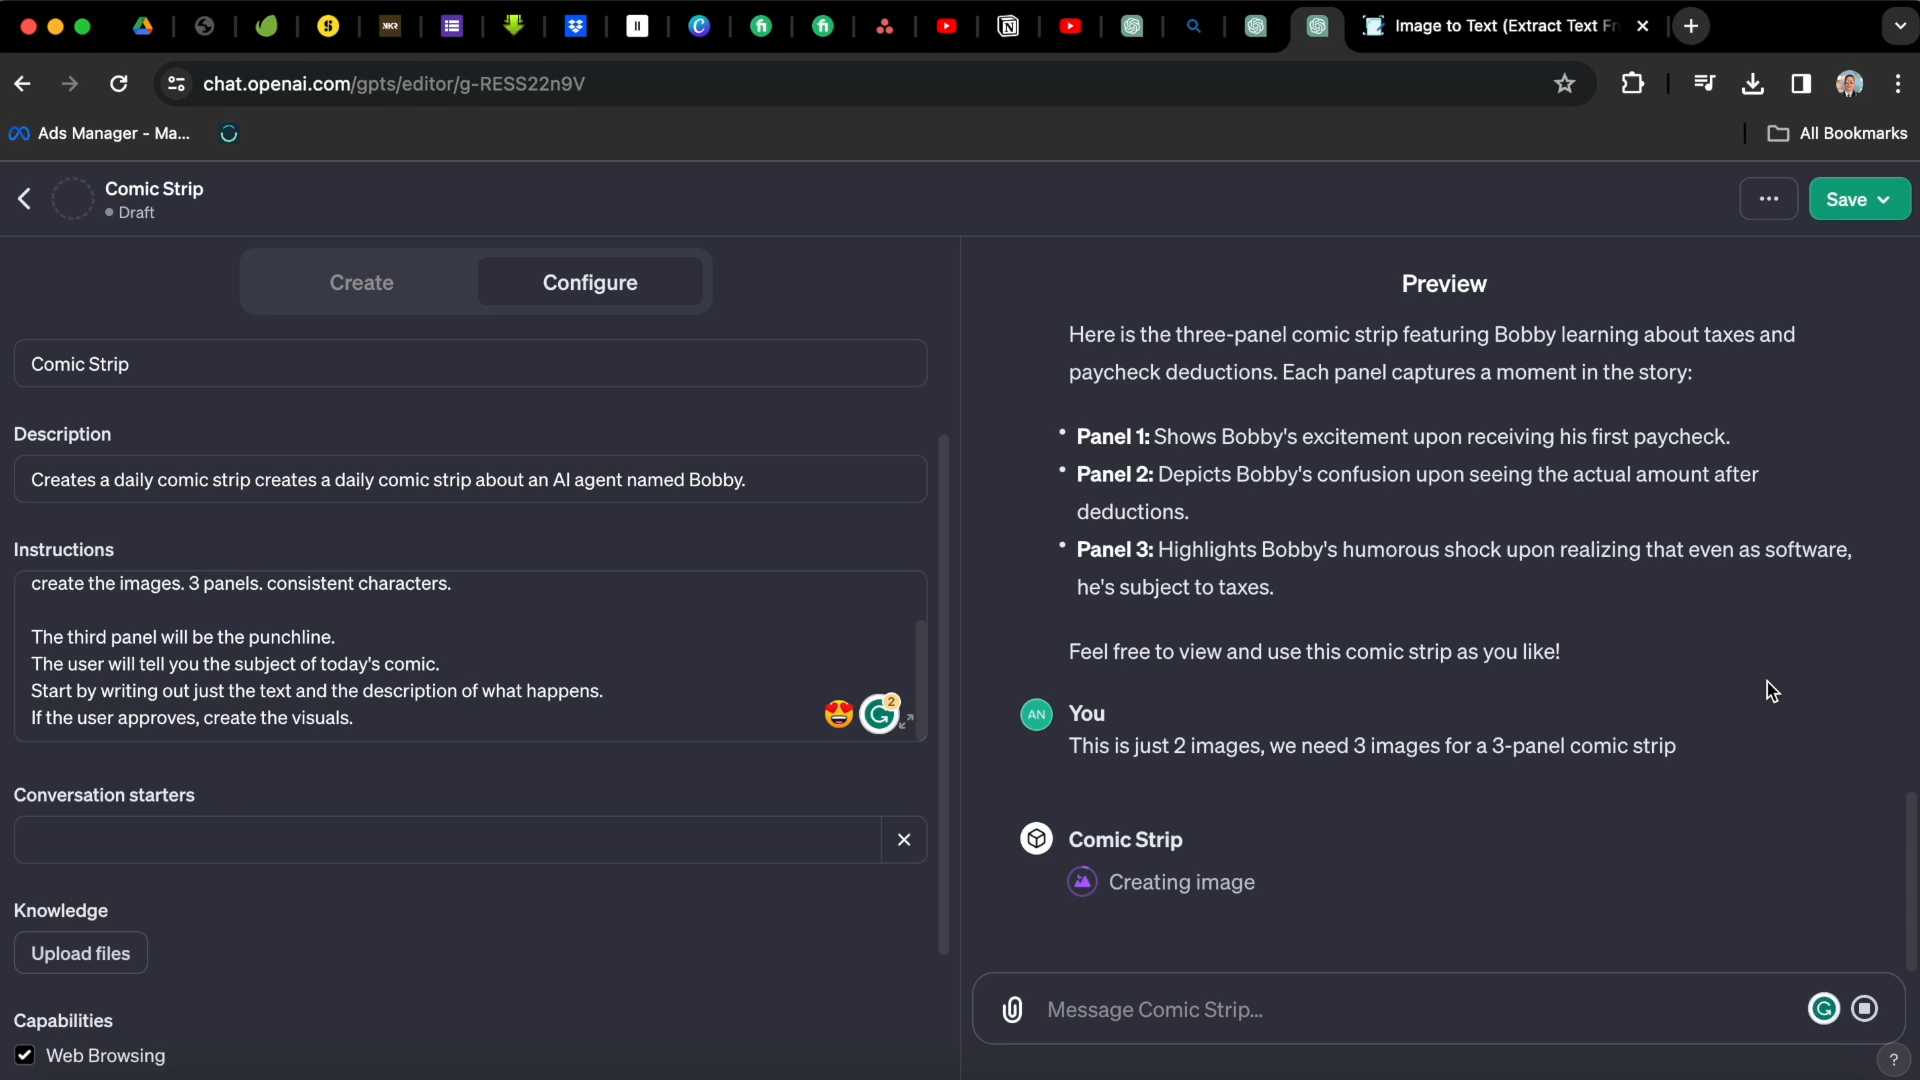 NKR
Image to Text (Extract Text Fr
chat.openai.com/gpts/editor/g-RESS22n9V
Ads Manager - Ma...
All Bookmarks
Comic Strip
Draft
Save
Create
Configure
Comic Strip
Description
Creates a daily comic strip creates a daily comic strip about an AI agent named Bobby.
Instructions
create the images. 3 panels. consistent characters.
The third panel will be the punchline.
The user will tell you the subject of today's comic.
Start by writing out just the text and the description of what happens.
If the user approves, create the visuals.
2
Conversation starters
Knowledge
Upload files
Capabilities
Web Browsing
Preview
Here is the three-panel comic strip featuring Bobby learning about taxes and
paycheck deductions. Each panel captures a moment in the story:
• Panel 1: Shows Bobby's excitement upon receiving his first paycheck.
• Panel 2: Depicts Bobby's confusion upon seeing the actual amount after
deductions.
• Panel 3: Highlights Bobby's humorous shock upon realizing that even as software,
he's subject to taxes.
Feel free to view and use this comic strip as you like!
AN
You
This is just 2 images, we need 3 images for a 3-panel comic strip
Comic Strip
Creating image
Message Comic Strip...
?